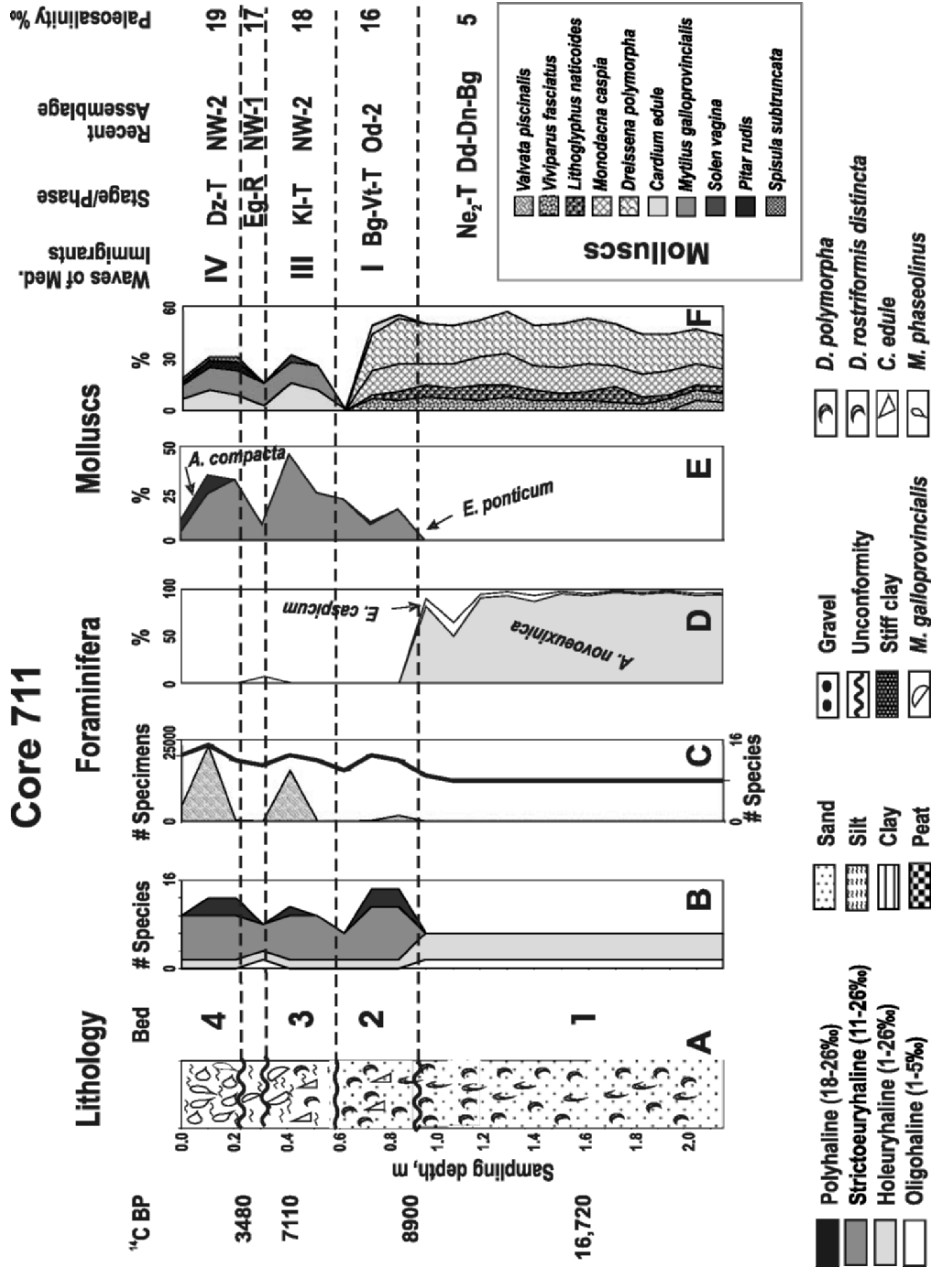 Core 711
Lithology
Foraminifera
Molluscs
Waves of Med.
Immigrants
Stage/Phase
Recent
Assemblage
Paleosalinity
‰
¹⁴C BP
Bed
# Species
# Specimens
%
%
%
0 16
0 25000
0 50 100
0 25 50
0 30 60
A. compacta
IV Dz-T NW-2 19
3480
4
Eg-R NW-1 17
7110
3
III Kl-T NW-2 18
2
I Bg-Vt-T Od-2 16
8900
E. caspicum
E. ponticum
A. novoeuxinica
16,720
1
Ne₂-T Dd-Dn-Bg 5
0.0
0.2
0.4
0.6
0.8
1.0
1.2
1.4
1.6
1.8
2.0
Sampling depth, m
A
B
C
D
E
F
0 16
# Species
Molluscs
Valvata piscinalis
Viviparus fasciatus
Lithoglyphus naticoides
Monodacna caspia
Dreissena polymorpha
Cardium edule
Mytilus galloprovincialis
Solen vagina
Pitar rudis
Spisula subtruncata
Polyhaline (18-26‰)
Strictoeuryhaline (11-26‰)
Holeuryhaline (1-26‰)
Oligohaline (1-5‰)
Sand
Silt
Clay
Peat
Gravel
Unconformity
Stiff clay
M. galloprovincialis
D. polymorpha
D. rostriformis distincta
C. edule
M. phaseolinus